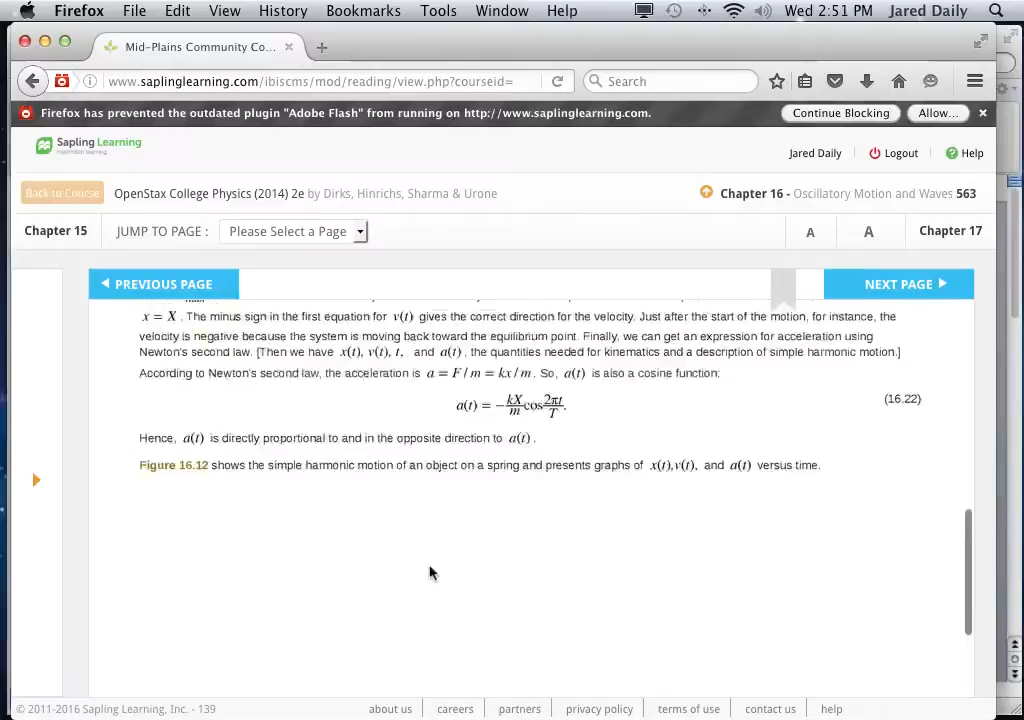 Firefox File Edit View History Bookmarks Tools Window Help Wed 2:51 PM Jared Daily
Mid-Plains Community Co...
www.saplinglearning.com/ibiscms/mod/reading/view.php?courseid= Search
Firefox has prevented the outdated plugin "Adobe Flash" from running on http://www.saplinglearning.com. Continue Blocking Allow...
Sapling Learning
macmillan learning
Jared Daily Logout Help
Back to Course OpenStax College Physics (2014) 2e by Dirks, Hinrichs, Sharma & Urone Chapter 16 - Oscillatory Motion and Waves 563
Chapter 15 JUMP TO PAGE : Please Select a Page A A Chapter 17
PREVIOUS PAGE NEXT PAGE
x = X . The minus sign in the first equation for v(t) gives the correct direction for the velocity. Just after the start of the motion, for instance, the
velocity is negative because the system is moving back toward the equilibrium point. Finally, we can get an expression for acceleration using
Newton's second law. [Then we have x(t), v(t), t, and a(t) , the quantities needed for kinematics and a description of simple harmonic motion.]
According to Newton's second law, the acceleration is a = F / m = kx / m . So, a(t) is also a cosine function:
a(t) = −kX/m cos 2πt/T. (16.22)
Hence, a(t) is directly proportional to and in the opposite direction to a(t) .
Figure 16.12 shows the simple harmonic motion of an object on a spring and presents graphs of x(t),v(t), and a(t) versus time.
© 2011-2016 Sapling Learning, Inc. - 139 about us careers partners privacy policy terms of use contact us help